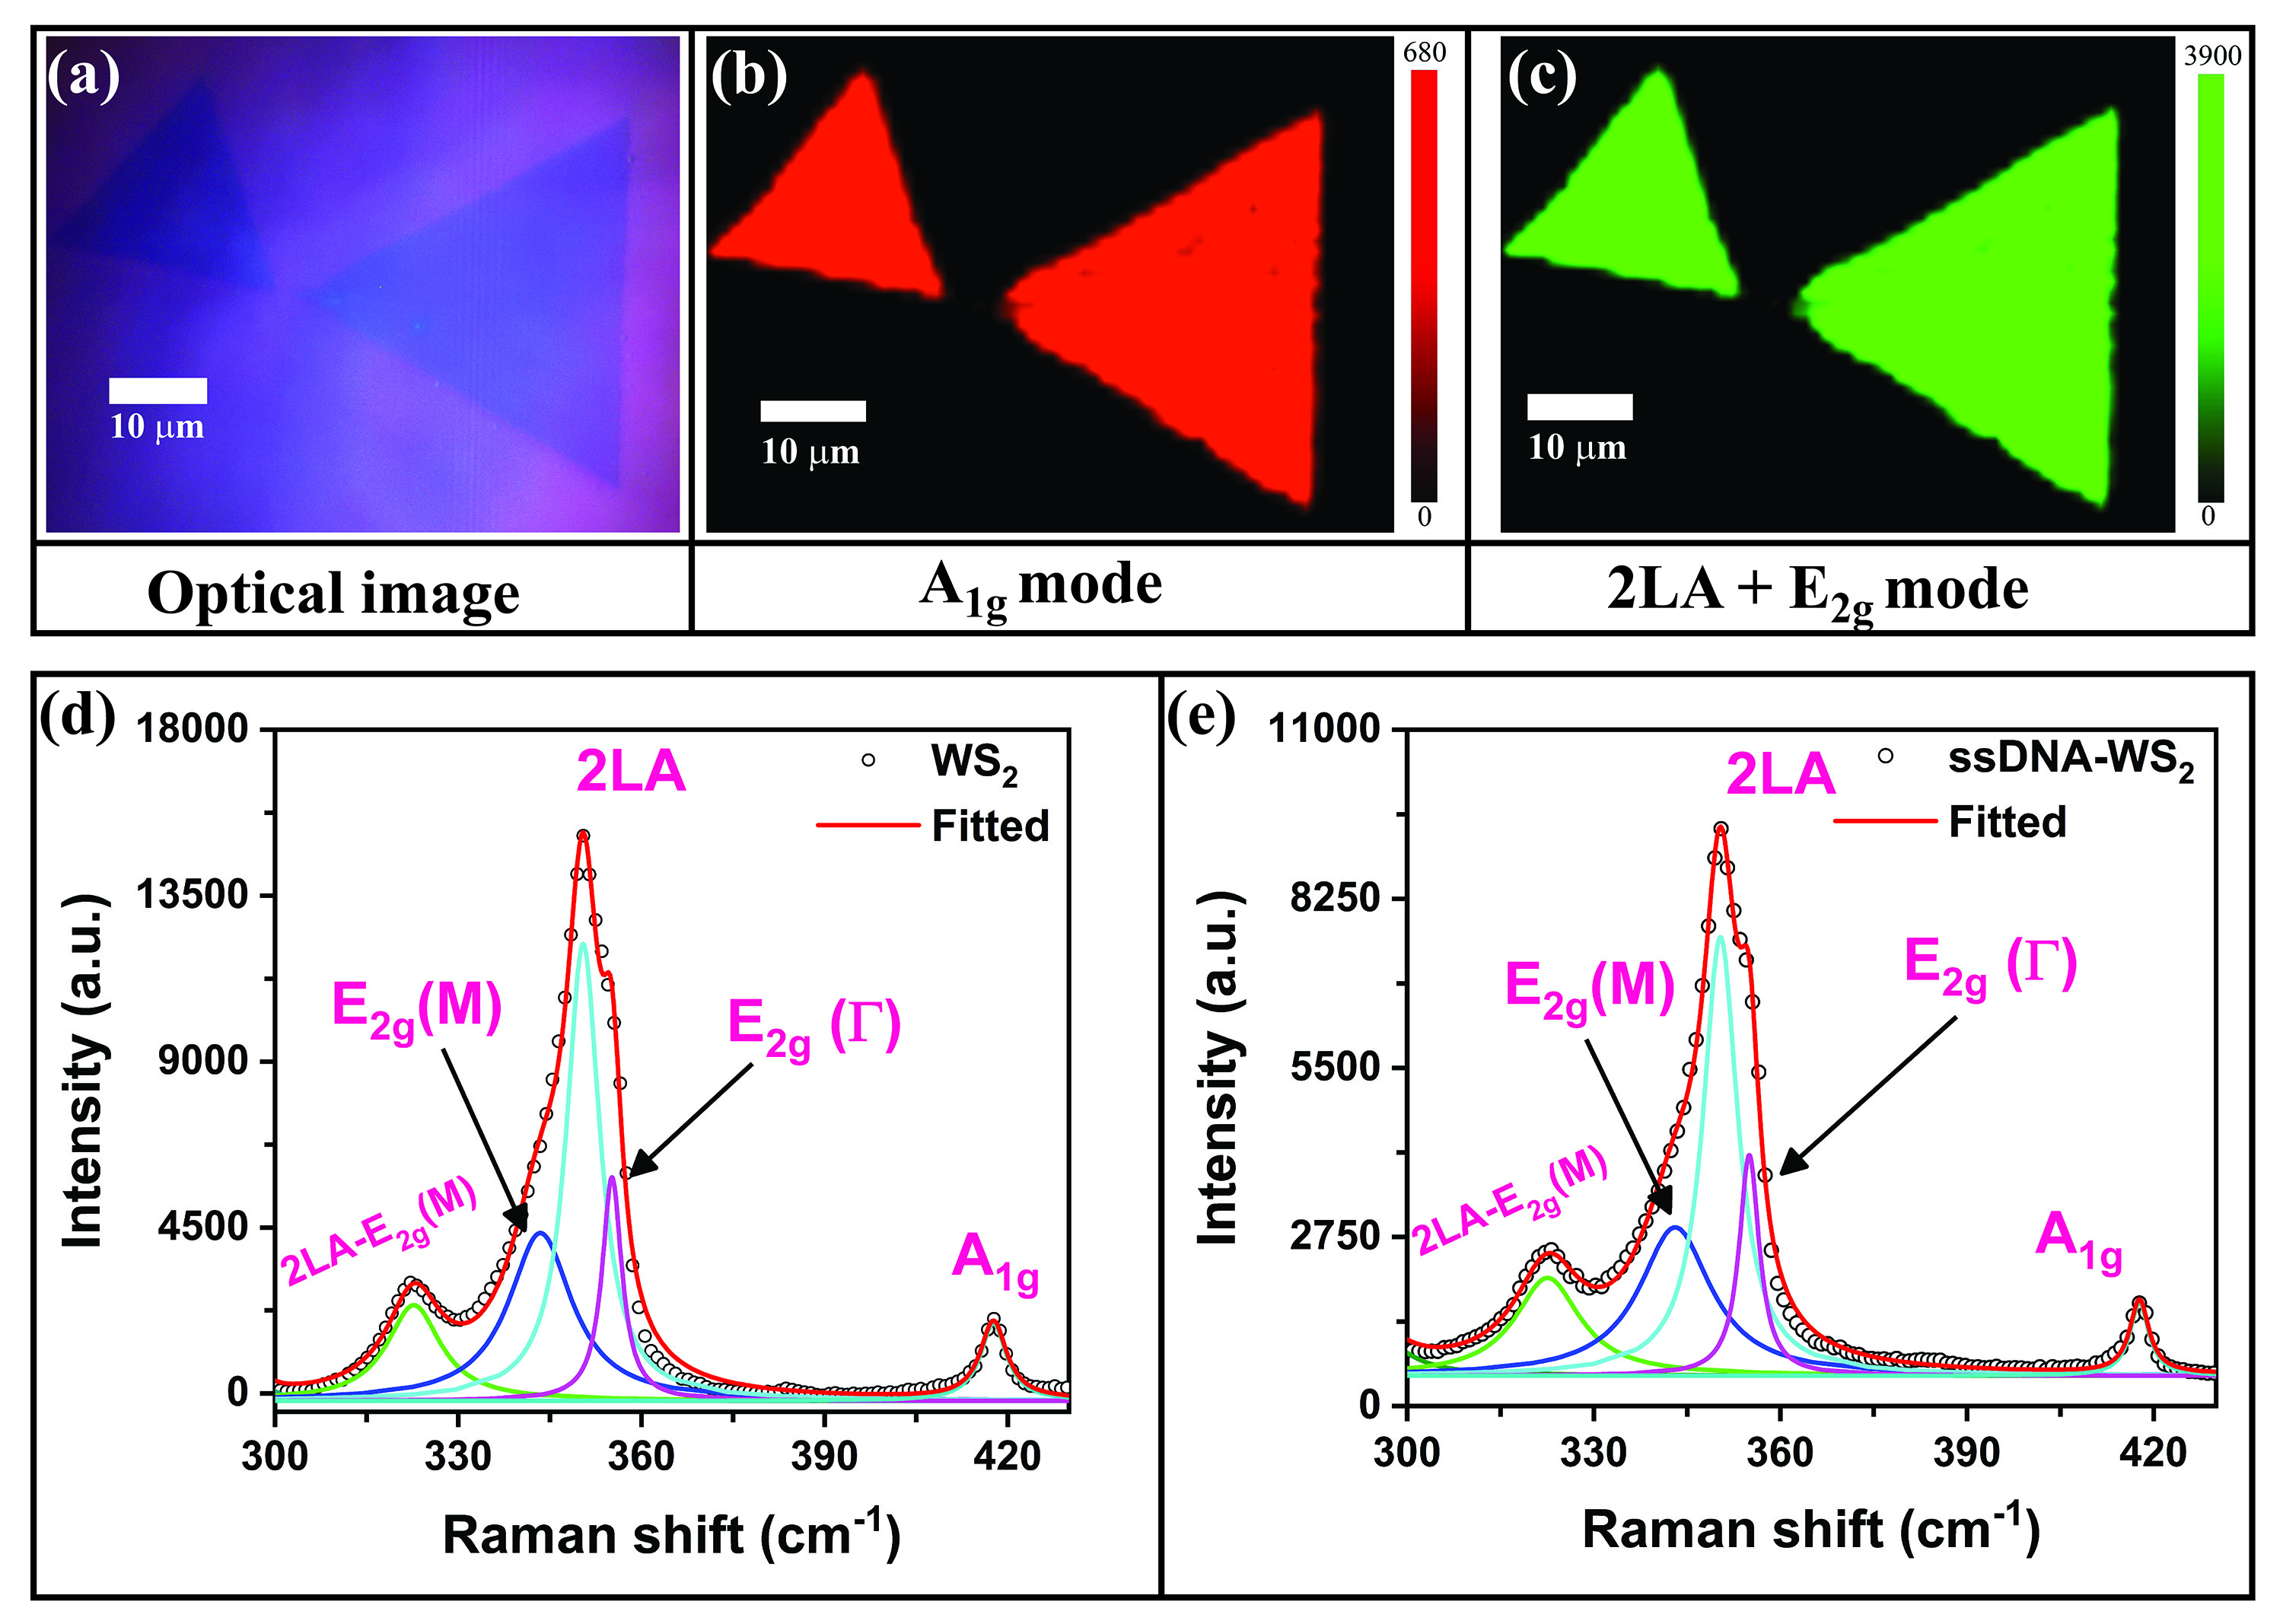 (a)
10 μm
Optical image
(b)
680
0
10 μm
A1g mode
(c)
3900
0
10 μm
2LA + E2g mode
(d)
18000
13500
9000
4500
0
Intensity (a.u.)
300 330 360 390 420
Raman shift (cm-1)
2LA
WS2
Fitted
E2g(M)
E2g (Γ)
2LA-E2g(M)
A1g
(e)
11000
8250
5500
2750
0
Intensity (a.u.)
300 330 360 390 420
Raman shift (cm-1)
2LA
ssDNA-WS2
Fitted
E2g(M)
E2g (Γ)
2LA-E2g(M)
A1g